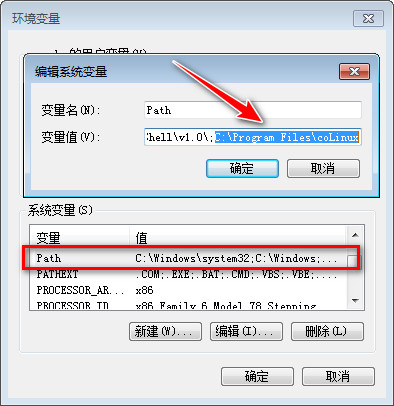 环境变量
的用户变量(U)
编辑系统变量
变量名(N):
Path
变量值(V):
hell\v1.0\;C:\Program Files\coLinux
确定
取消
系统变量(S)
变量
值
Path
C:\Windows\system32;C:\Windows;...
PATHEXT
.COM;.EXE;.BAT;.CMD;.VBS;.VBE;....
PROCESSOR_AR...
x86
PROCESSOR_ID
x86 Family 6 Model 78 Stepping
新建(W)...
编辑(I)...
删除(L)
确定
取消